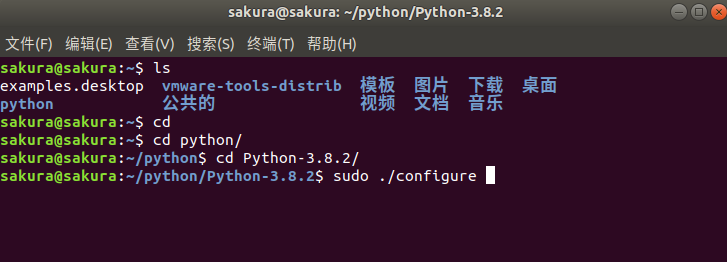 sakura@sakura: ~/python/Python-3.8.2
文件(F) 编辑(E) 查看(V) 搜索(S) 终端(T) 帮助(H)
sakura@sakura:~$ ls
examples.desktop vmware-tools-distrib 模板 图片 下载 桌面
python 公共的 视频 文档 音乐
sakura@sakura:~$ cd
sakura@sakura:~$ cd python/
sakura@sakura:~/python$ cd Python-3.8.2/
sakura@sakura:~/python/Python-3.8.2$ sudo ./configure